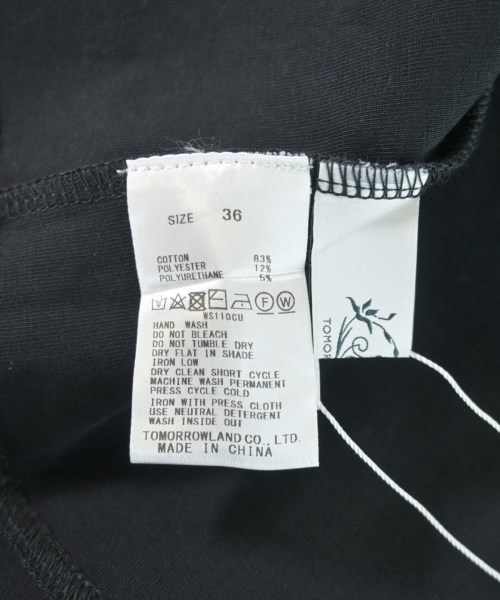 SIZE 36
COTTON 83%
POLYESTER 12%
POLYURETHANE 5%
F W
WS110CU
HAND WASH
DO NOT BLEACH
DO NOT TUMBLE DRY
DRY FLAT IN SHADE
IRON LOW
DRY CLEAN SHORT CYCLE
MACHINE WASH PERMANENT
PRESS CYCLE COLD
IRON WITH PRESS CLOTH
USE NEUTRAL DETERGENT
WASH INSIDE OUT
TOMORROWLAND CO., LTD.
MADE IN CHINA
TOMOR